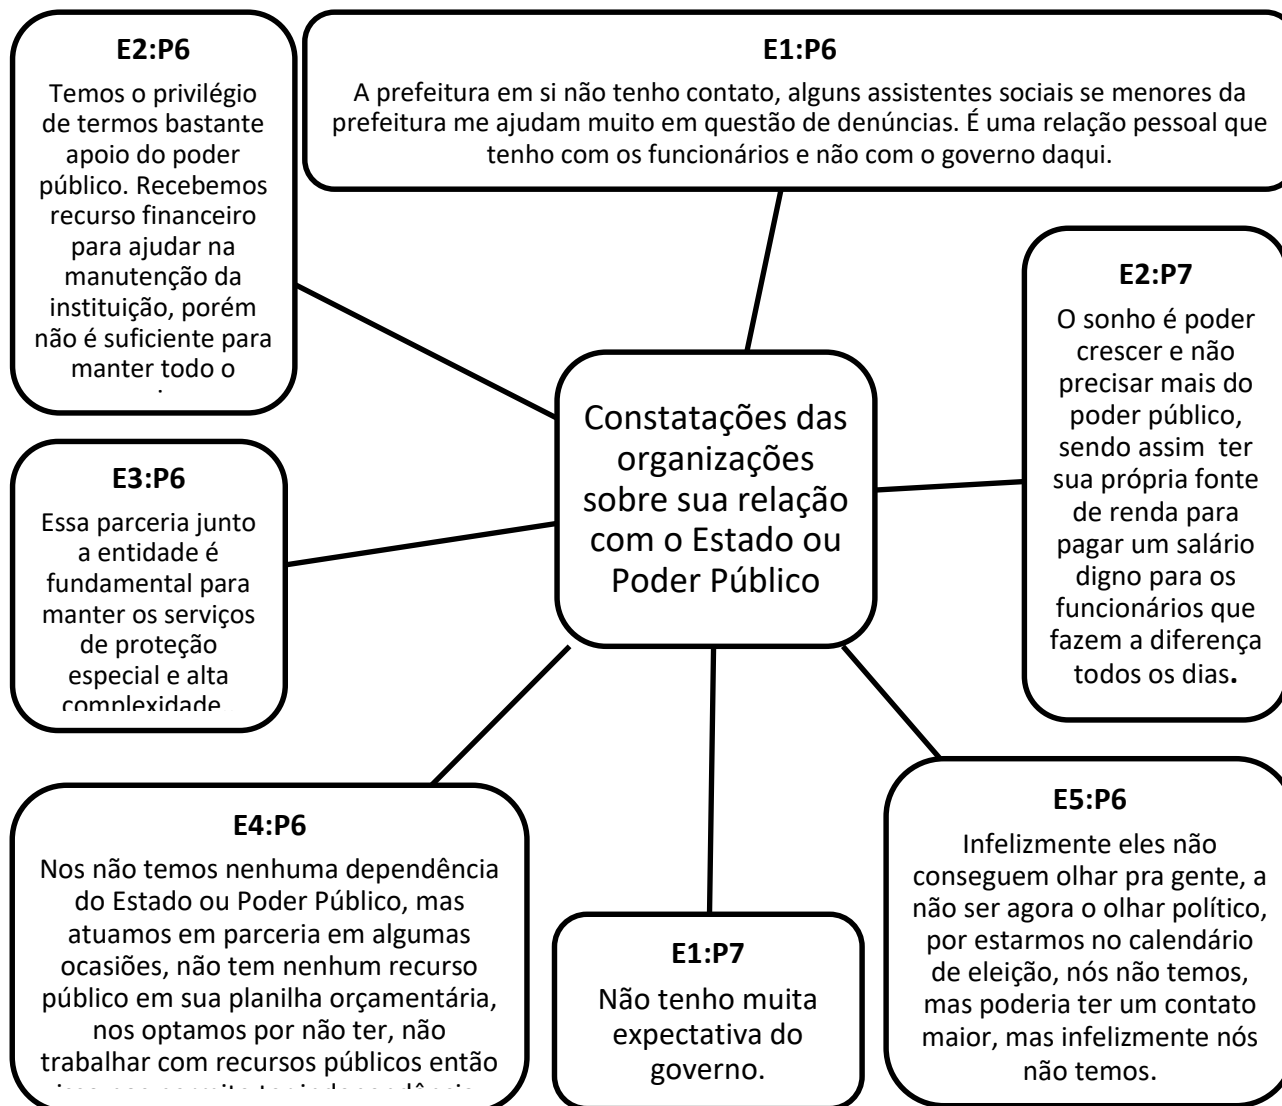 E2:P6
Temos o privilégio
de termos bastante
apoio do poder
público. Recebemos
recurso financeiro
para ajudar na
manutenção da
instituição, porém
não é suficiente para
manter todo o
E1:P6
A prefeitura em si não tenho contato, alguns assistentes sociais se menores da
prefeitura me ajudam muito em questão de denúncias. É uma relação pessoal que
tenho com os funcionários e não com o governo daqui.
E2:P7
O sonho é poder
crescer e não
precisar mais do
poder público,
sendo assim ter
sua própria fonte
de renda para
pagar um salário
digno para os
funcionários que
fazem a diferença
todos os dias.
Constatações das
organizações
sobre sua relação
com o Estado ou
Poder Público
E3:P6
Essa parceria junto
a entidade é
fundamental para
manter os serviços
de proteção
especial e alta
complexidade
E4:P6
Nos não temos nenhuma dependência
do Estado ou Poder Público, mas
atuamos em parceria em algumas
ocasiões, não tem nenhum recurso
público em sua planilha orçamentária,
nos optamos por não ter, não
trabalhar com recursos públicos então
E1:P7
Não tenho muita
expectativa do
governo.
E5:P6
Infelizmente eles não
conseguem olhar pra gente, a
não ser agora o olhar político,
por estarmos no calendário
de eleição, nós não temos,
mas poderia ter um contato
maior, mas infelizmente nós
não temos.